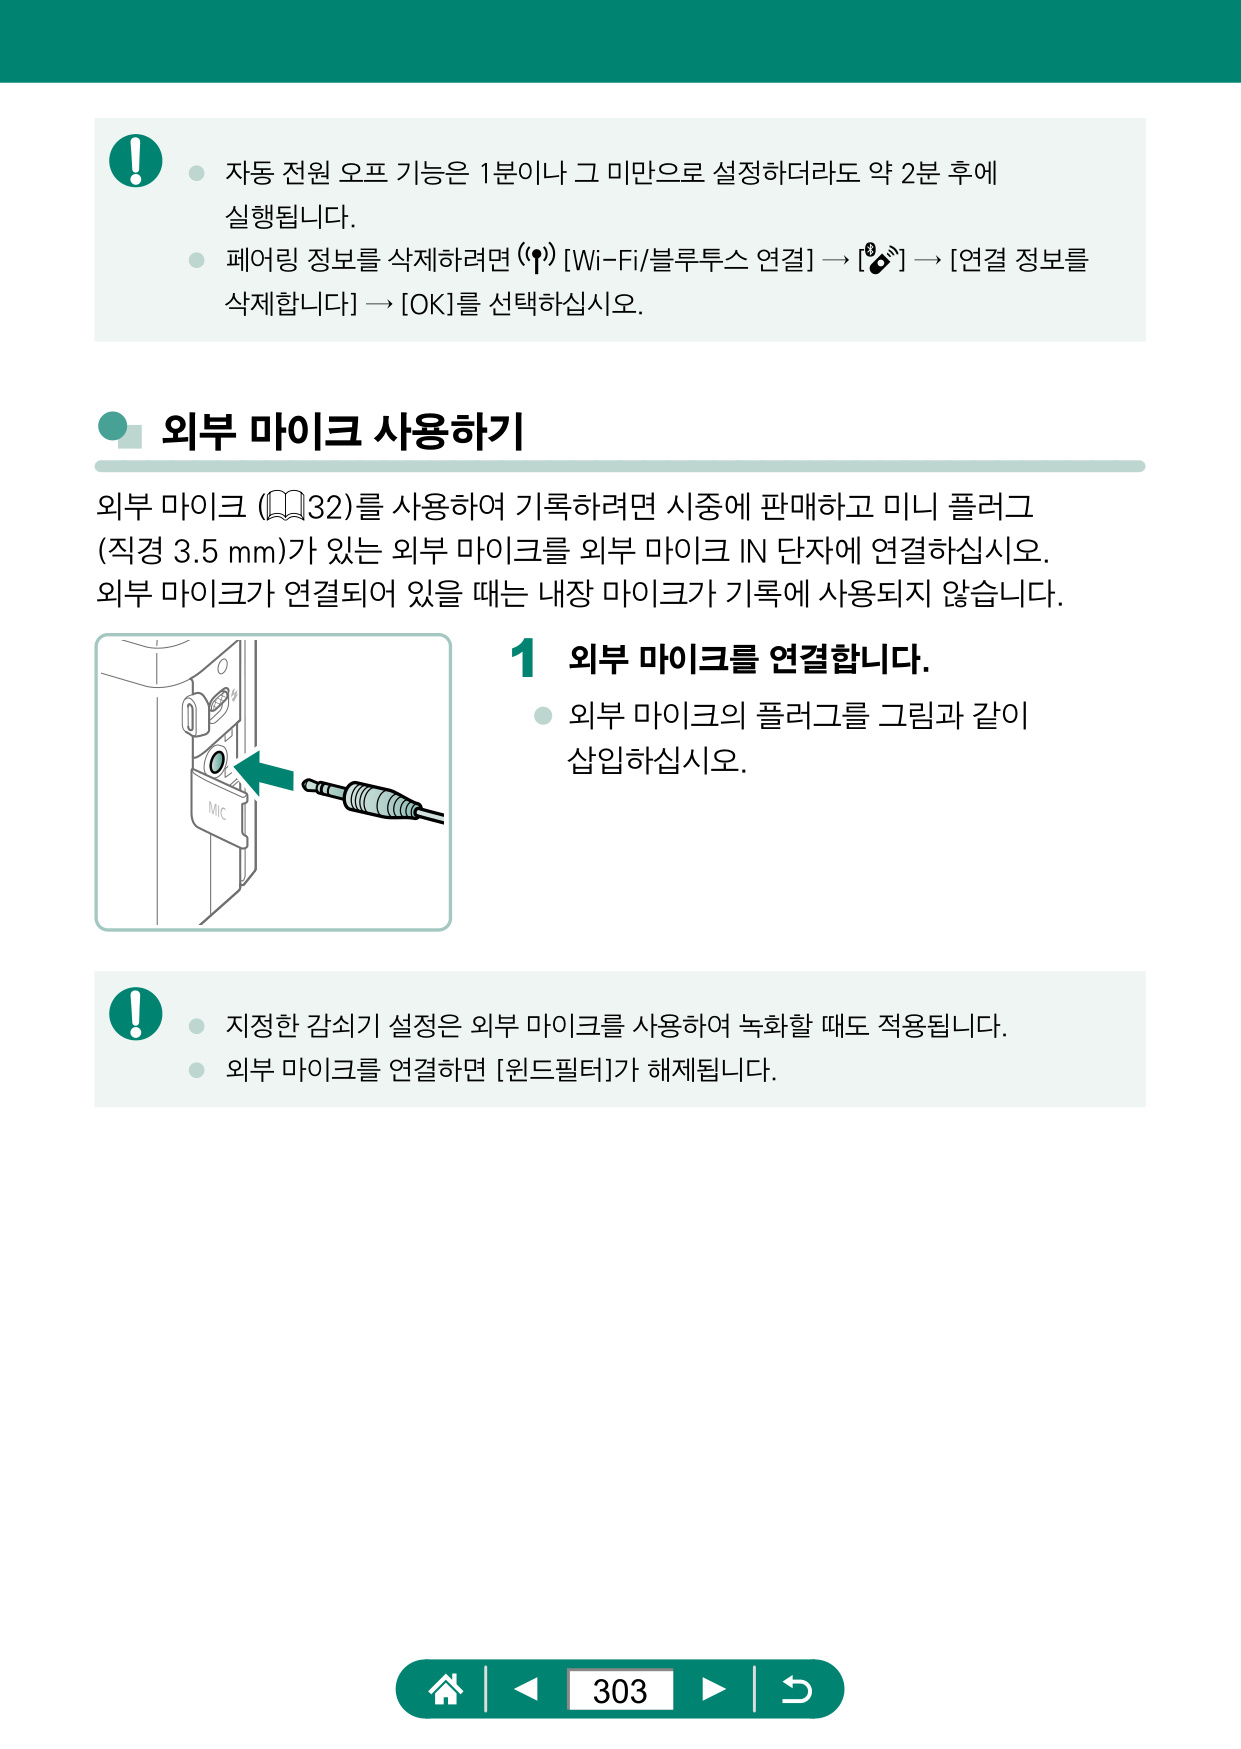 자동 전원 오프 기능은 1분이나 그 미만으로 설정하더라도 약 2분 후에
실행됩니다.
페어링 정보를 삭제하려면 [Wi-Fi/블루투스 연결] → [] → [연결 정보를
삭제합니다] → [OK]를 선택하십시오.
외부 마이크 사용하기
외부 마이크 (32)를 사용하여 기록하려면 시중에 판매하고 미니 플러그
(직경 3.5 mm)가 있는 외부 마이크를 외부 마이크 IN 단자에 연결하십시오.
외부 마이크가 연결되어 있을 때는 내장 마이크가 기록에 사용되지 않습니다.
MIC
1 외부 마이크를 연결합니다.
외부 마이크의 플러그를 그림과 같이
삽입하십시오.
지정한 감쇠기 설정은 외부 마이크를 사용하여 녹화할 때도 적용됩니다.
외부 마이크를 연결하면 [윈드필터]가 해제됩니다.
303